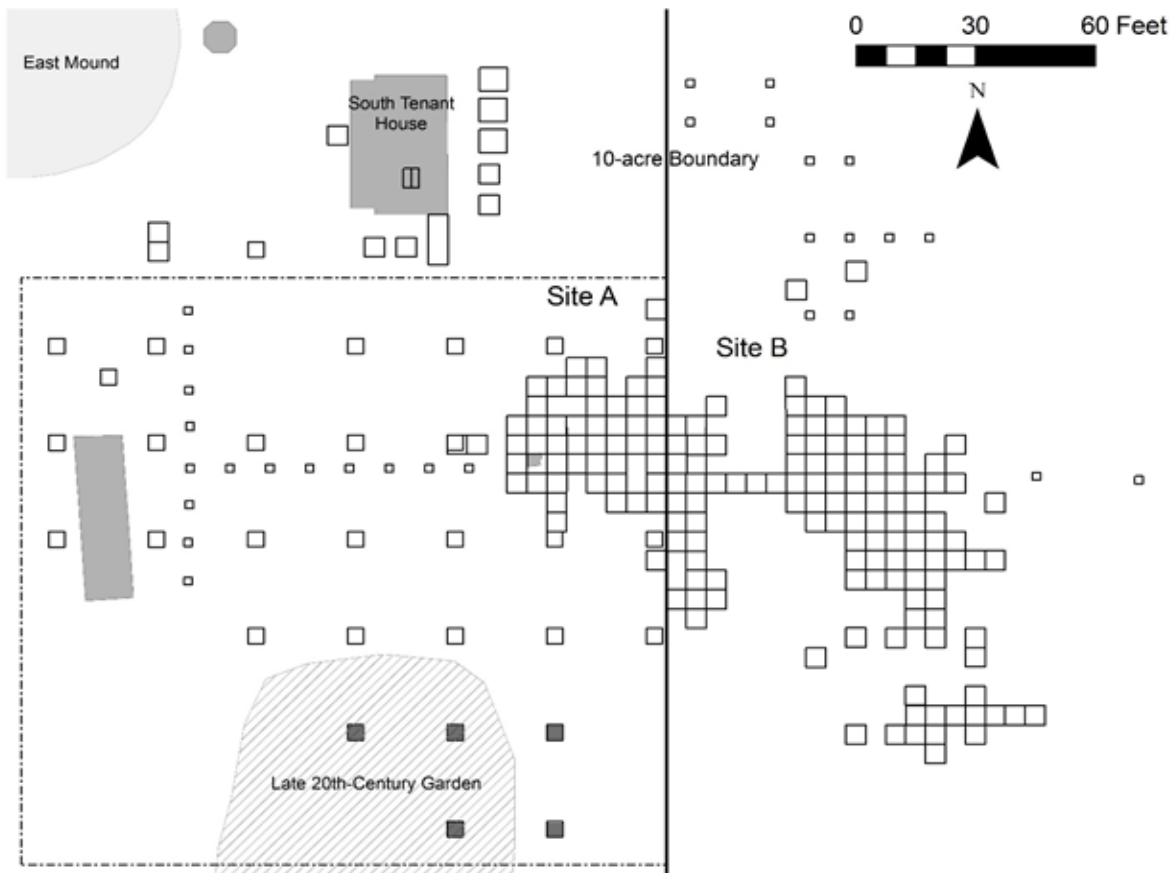 0 30 60 Feet
East Mound
N
South Tenant
House
10-acre Boundary
Site A
Site B
Late 20th-Century Garden